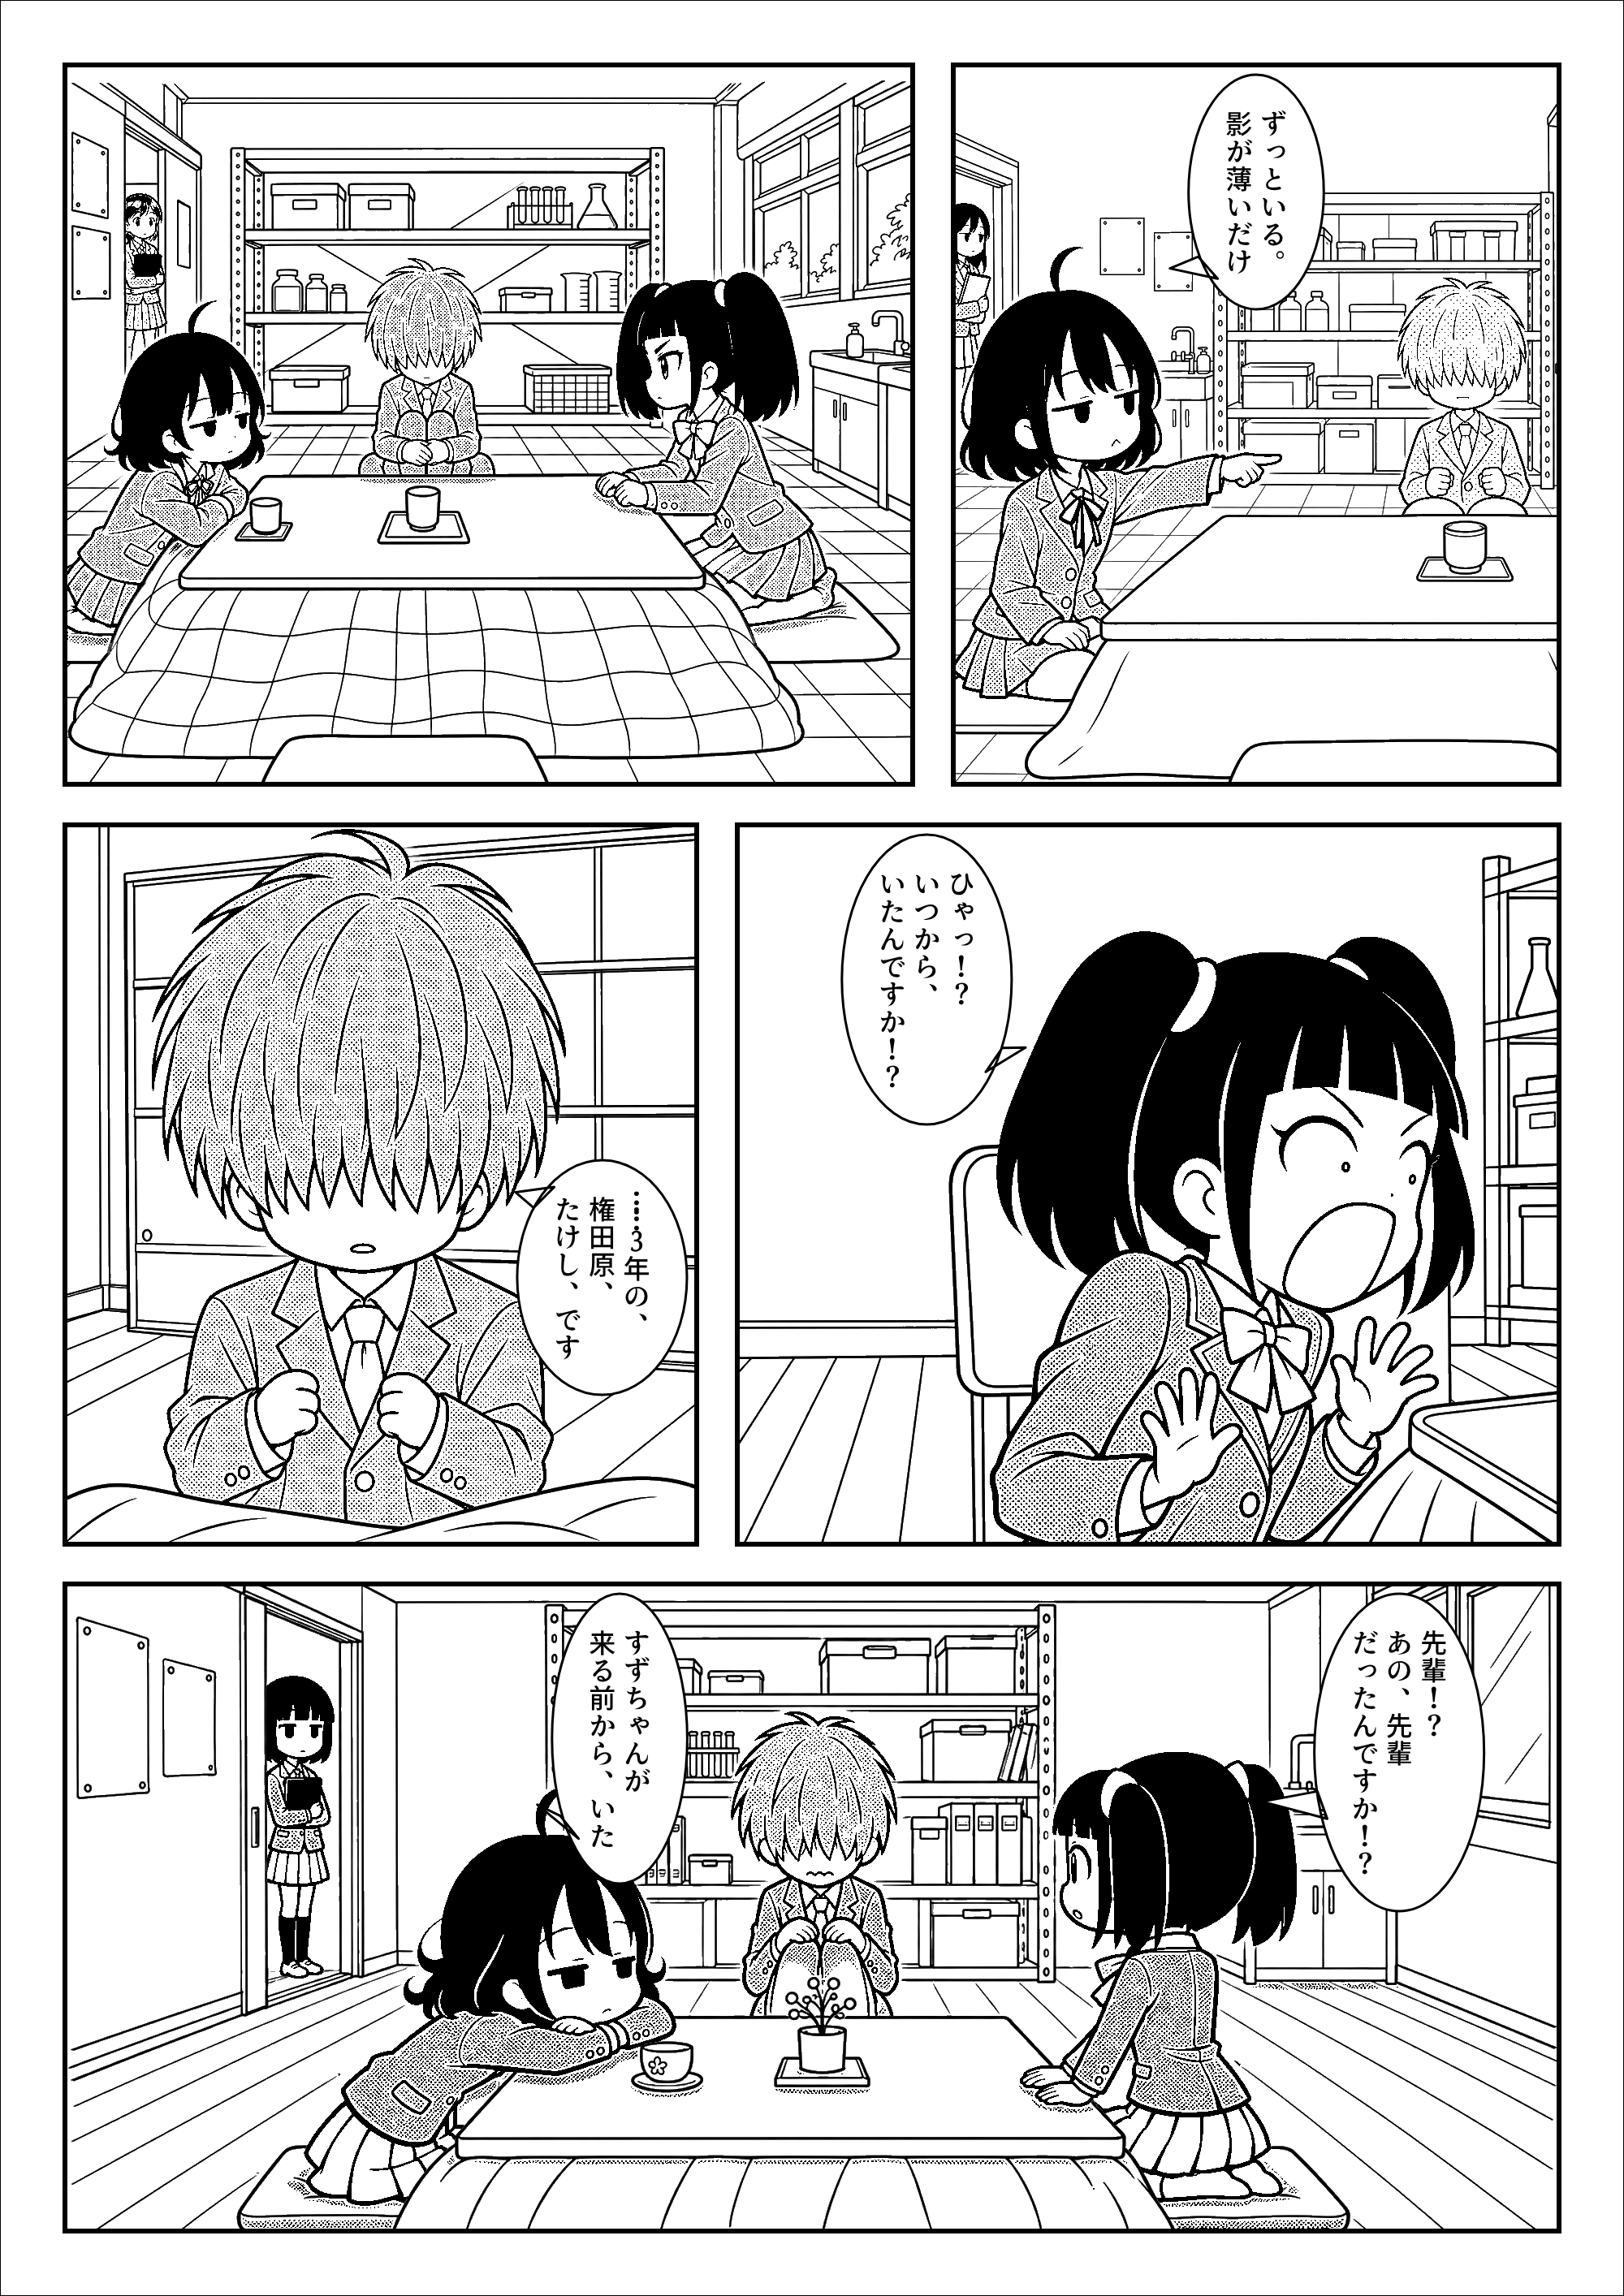 ずっといる。
影が薄いだけ
ひゃっ！？
いつから、
いたんですか！？
……3年の、
権田原、
たけし、です
先輩！？
あの、先輩
だったんですか！？
すずちゃんが
来る前から、いた